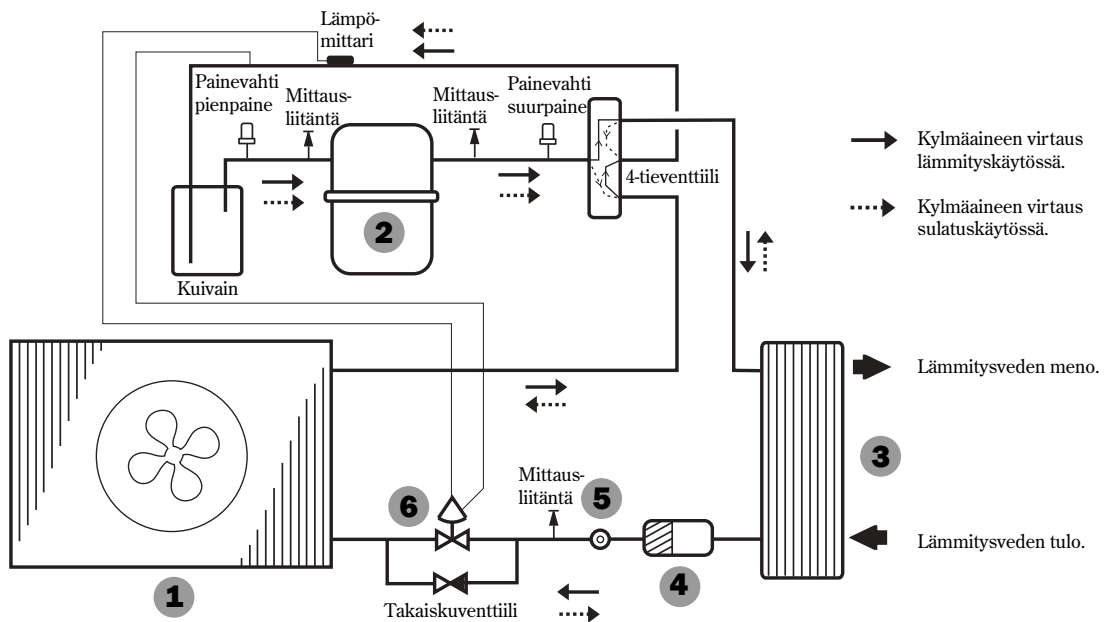 Lämpö-
mittari
Painevahti
pienpaine
Mittaus-
liitäntä
Mittaus-
liitäntä
Painevahti
suurpaine
4-tieventtiili
Kylmäaineen virtaus
lämmityskäytössä.
Kylmäaineen virtaus
sulatuskäytössä.
2
Kuivain
Lämmitysveden meno.
3
Mittaus-
liitäntä
5
6
Lämmitysveden tulo.
4
1
Takaiskuventtiili